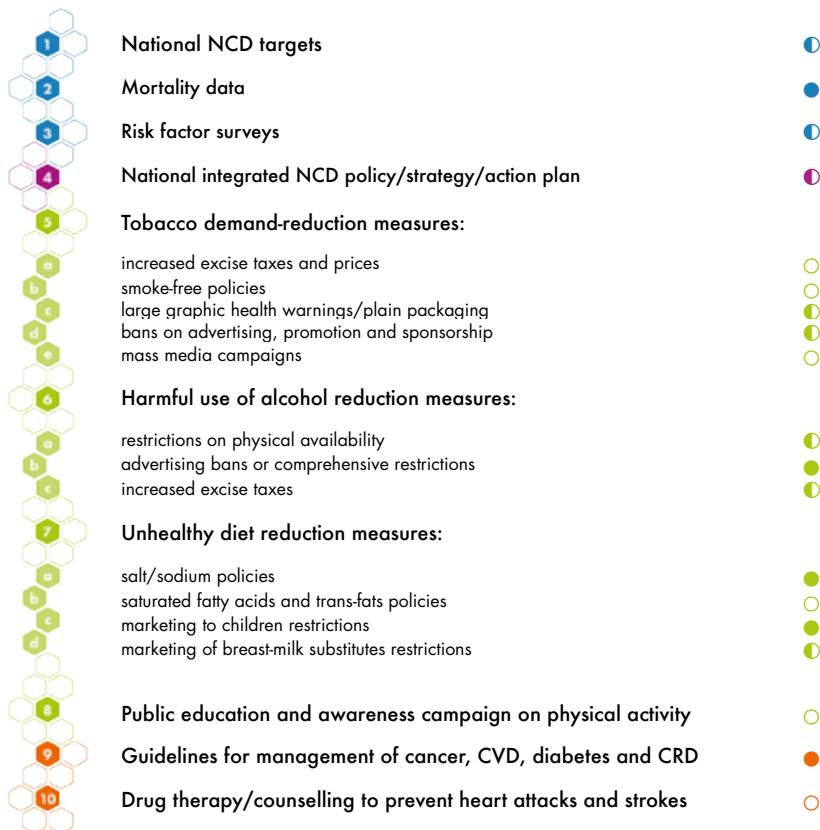 1 National NCD targets
2 Mortality data
3 Risk factor surveys
4 National integrated NCD policy/strategy/action plan
5 Tobacco demand-reduction measures:
a increased excise taxes and prices
b smoke-free policies
c large graphic health warnings/plain packaging
d bans on advertising, promotion and sponsorship
e mass media campaigns
6 Harmful use of alcohol reduction measures:
a restrictions on physical availability
b advertising bans or comprehensive restrictions
c increased excise taxes
7 Unhealthy diet reduction measures:
a salt/sodium policies
b saturated fatty acids and trans-fats policies
c marketing to children restrictions
d marketing of breast-milk substitutes restrictions
8 Public education and awareness campaign on physical activity
9 Guidelines for management of cancer, CVD, diabetes and CRD
10 Drug therapy/counselling to prevent heart attacks and strokes